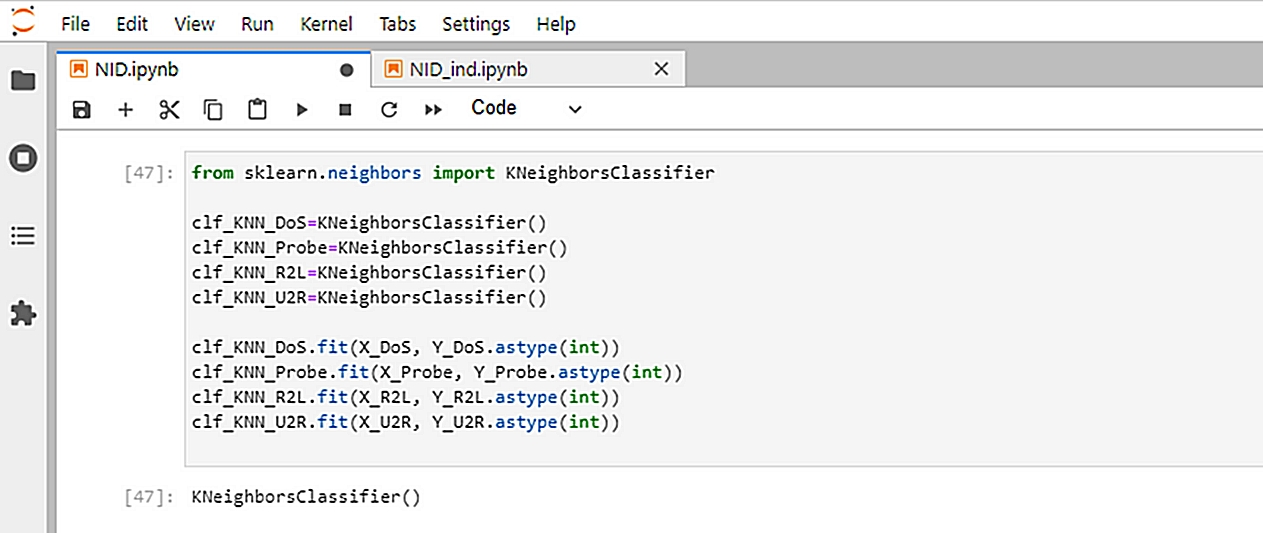 File Edit View Run Kernel Tabs Settings Help
NID.ipynb NID_ind.ipynb
Code
[47]: from sklearn.neighbors import KNeighborsClassifier
clf_KNN_DoS=KNeighborsClassifier()
clf_KNN_Probe=KNeighborsClassifier()
clf_KNN_R2L=KNeighborsClassifier()
clf_KNN_U2R=KNeighborsClassifier()
clf_KNN_DoS.fit(X_DoS, Y_DoS.astype(int))
clf_KNN_Probe.fit(X_Probe, Y_Probe.astype(int))
clf_KNN_R2L.fit(X_R2L, Y_R2L.astype(int))
clf_KNN_U2R.fit(X_U2R, Y_U2R.astype(int))
[47]: KNeighborsClassifier()